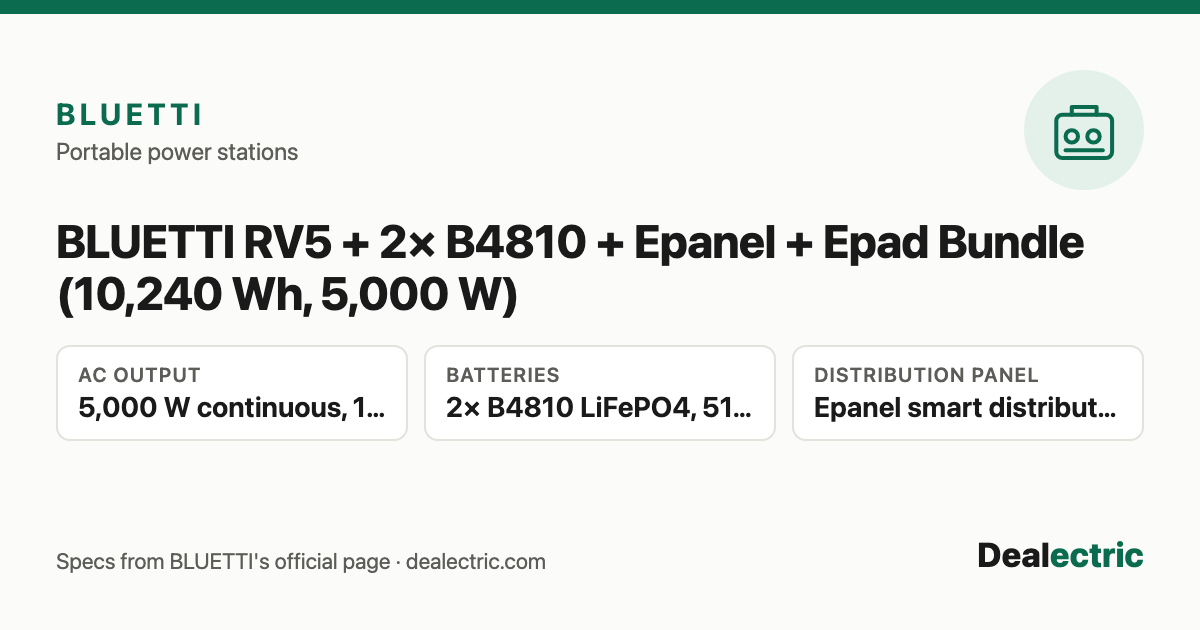 BLUETTI
Portable power stations
BLUETTI RV5 + 2× B4810 + Epanel + Epad Bundle
(10,240 Wh, 5,000 W)
AC OUTPUT
5,000 W continuous, 1...
BATTERIES
2× B4810 LiFePO4, 51...
DISTRIBUTION PANEL
Epanel smart distribut...
Specs from BLUETTI's official page · dealectric.com
Dealectric